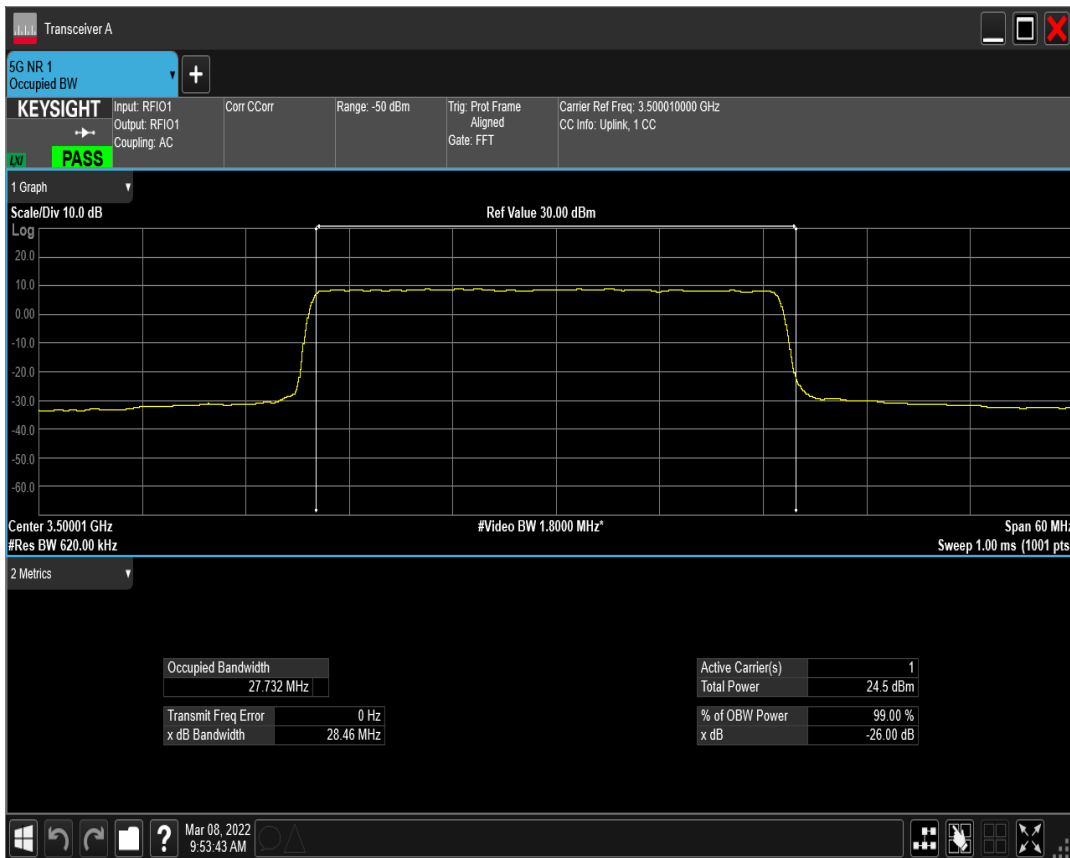 Transceiver A
5G NR 1
Occupied BW
KEYSIGHT
LXI
PASS
Input: RFIO1
Output: RFIO1
Coupling: AC
Corr CCorr
Range: -50 dBm
Trig: Prot Frame
Aligned
Gate: FFT
Carrier Ref Freq: 3.500010000 GHz
CC Info: Uplink, 1 CC
1 Graph
Scale/Div 10.0 dB
Ref Value 30.00 dBm
Log
20.0
10.0
0.00
-10.0
-20.0
-30.0
-40.0
-50.0
-60.0
Center 3.50001 GHz
#Video BW 1.8000 MHz*
Span 60 MHz
#Res BW 620.00 kHz
Sweep 1.00 ms (1001 pts
2 Metrics
Occupied Bandwidth
27.732 MHz
Transmit Freq Error 0 Hz
x dB Bandwidth 28.46 MHz
Active Carrier(s) 1
Total Power 24.5 dBm
% of OBW Power 99.00 %
x dB -26.00 dB
?
Mar 08, 2022
9:53:43 AM